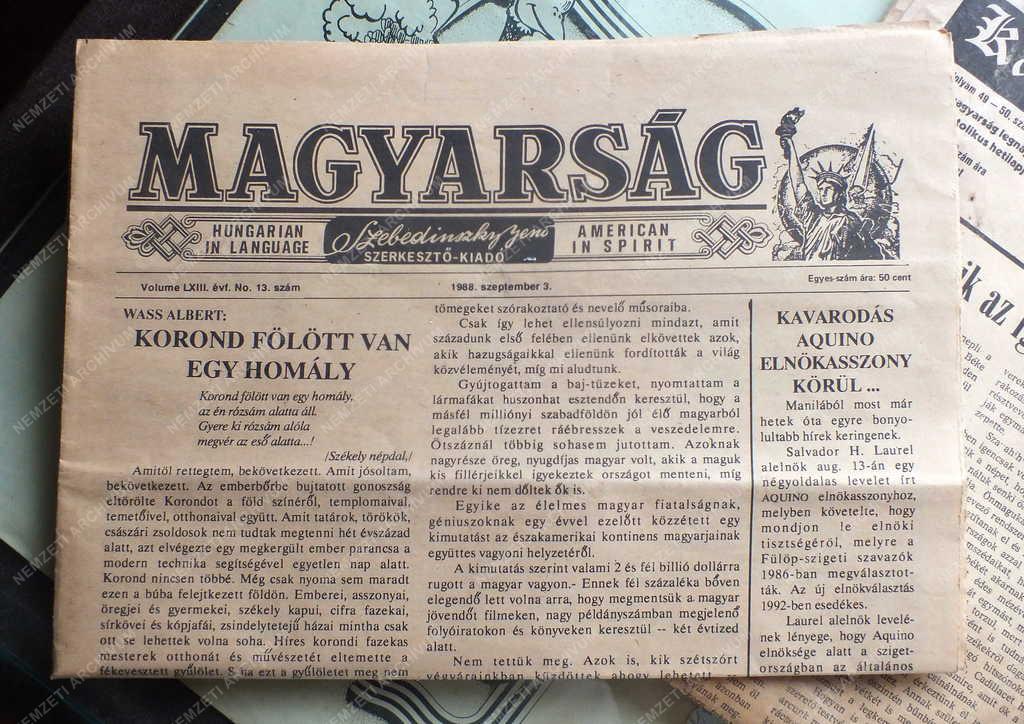 MAGYARSÁG
HUNGARIAN
IN LANGUAGE
Szebedinszky Jenő
SZERKESZTŐ-KIADÓ
AMERICAN
IN SPIRIT
Volume LXIII. évf. No. 13. szám
1988. szeptember 3.
Egyes-szám ára: 50 cent
WASS ALBERT:
KOROND FÖLÖTT VAN
EGY HOMÁLY
Korond fölött van egy homály,
az én rózsám alatta áll.
Gyere ki rózsám alóla
megvér az eső alatta...!
/Székely népdal,/
Amitől rettegtem, bekövetkezett. Amit jósoltam,
bekövetkezett. Az emberbőrbe bujtatott gonoszság
eltörölte Korondot a föld színéről, templomaival,
temetőivel, otthonaival együtt. Amit tatárok, törökök,
császári zsoldosok nem tudtak megtenni hét évszázad
alatt, azt elvégezte egy megkergült ember parancsa a
modern technika segítségével egyetlen nap alatt.
Korond nincsen többé. Még csak nyoma sem maradt
ezen a búba felejtkezett földön. Emberei, asszonyai,
öregjei és gyermekei, székely kapui, cifra fazekai,
sírkövei és kópjafái, zsindelytetejű házai mintha csak
ott se lehettek volna soha. Híres korondi fazekas
mesterek otthonát és művészetét eltemette a
fékevesztett gyűlölet. S ha ezt a gyűlöletet meg nem
tömegeket szórakoztató és nevelő műsoraiba.
Csak így lehet ellensúlyozni mindazt, amit
századunk első felében ellenünk elkövettek azok,
akik hazugságaikkal ellenünk fordították a világ
közvéleményét, míg mi aludtunk.
Gyújtogattam a baj-tüzeket, nyomtattam a
lármafákat huszonhat esztendőn keresztül, hogy a
másfél milliónyi szabadföldön jól élő magyarból
legalább tízezret ráébresszek a veszedelemre.
Ötszáznál többig sohasem jutottam. Azoknak
nagyrésze öreg, nyugdíjas magyar volt, akik a maguk
kis fillérjeikkel igyekeztek országot menteni, míg
rendre ki nem dőltek ők is.
Egyike az élelmes magyar fiatalságnak,
géniuszoknak egy évvel ezelőtt közzétett egy
kimutatást az északamerikai kontinens magyarjainak
együttes vagyoni helyzetéről.
A kimutatás szerint valami 2 és fél billió dollárra
rugott a magyar vagyon.- Ennek fél százaléka bőven
elegendő lett volna arra, hogy megmentsük a magyar
jövendőt filmeken, nagy példányszámban megjelenő
folyóiratokon és könyveken keresztül -- két évtized
alatt.
Nem tettük meg. Azok is, kik szétszórt
végvárainkban küzdöttek ahogy lehetett
KAVARODÁS
AQUINO
ELNÖKASSZONY
KÖRÜL ...
Manilából most már
hetek óta egyre bonyo-
lultabb hírek keringenek.
Salvador H. Laurel
alelnök aug. 13-án egy
négyoldalas levelet írt
AQUINO elnökasszonyhoz,
melyben követelte, hogy
mondjon le elnöki
tisztségéről, melyre a
Fülöp-szigeti szavazók
1986-ban megválasztot-
ták. Az új elnökválasztás
1992-ben esedékes.
Laurel alelnök levelé-
nek lényege, hogy Aquino
elnöksége alatt a sziget-
országban az általános
NEMZETI ARCHIVUM